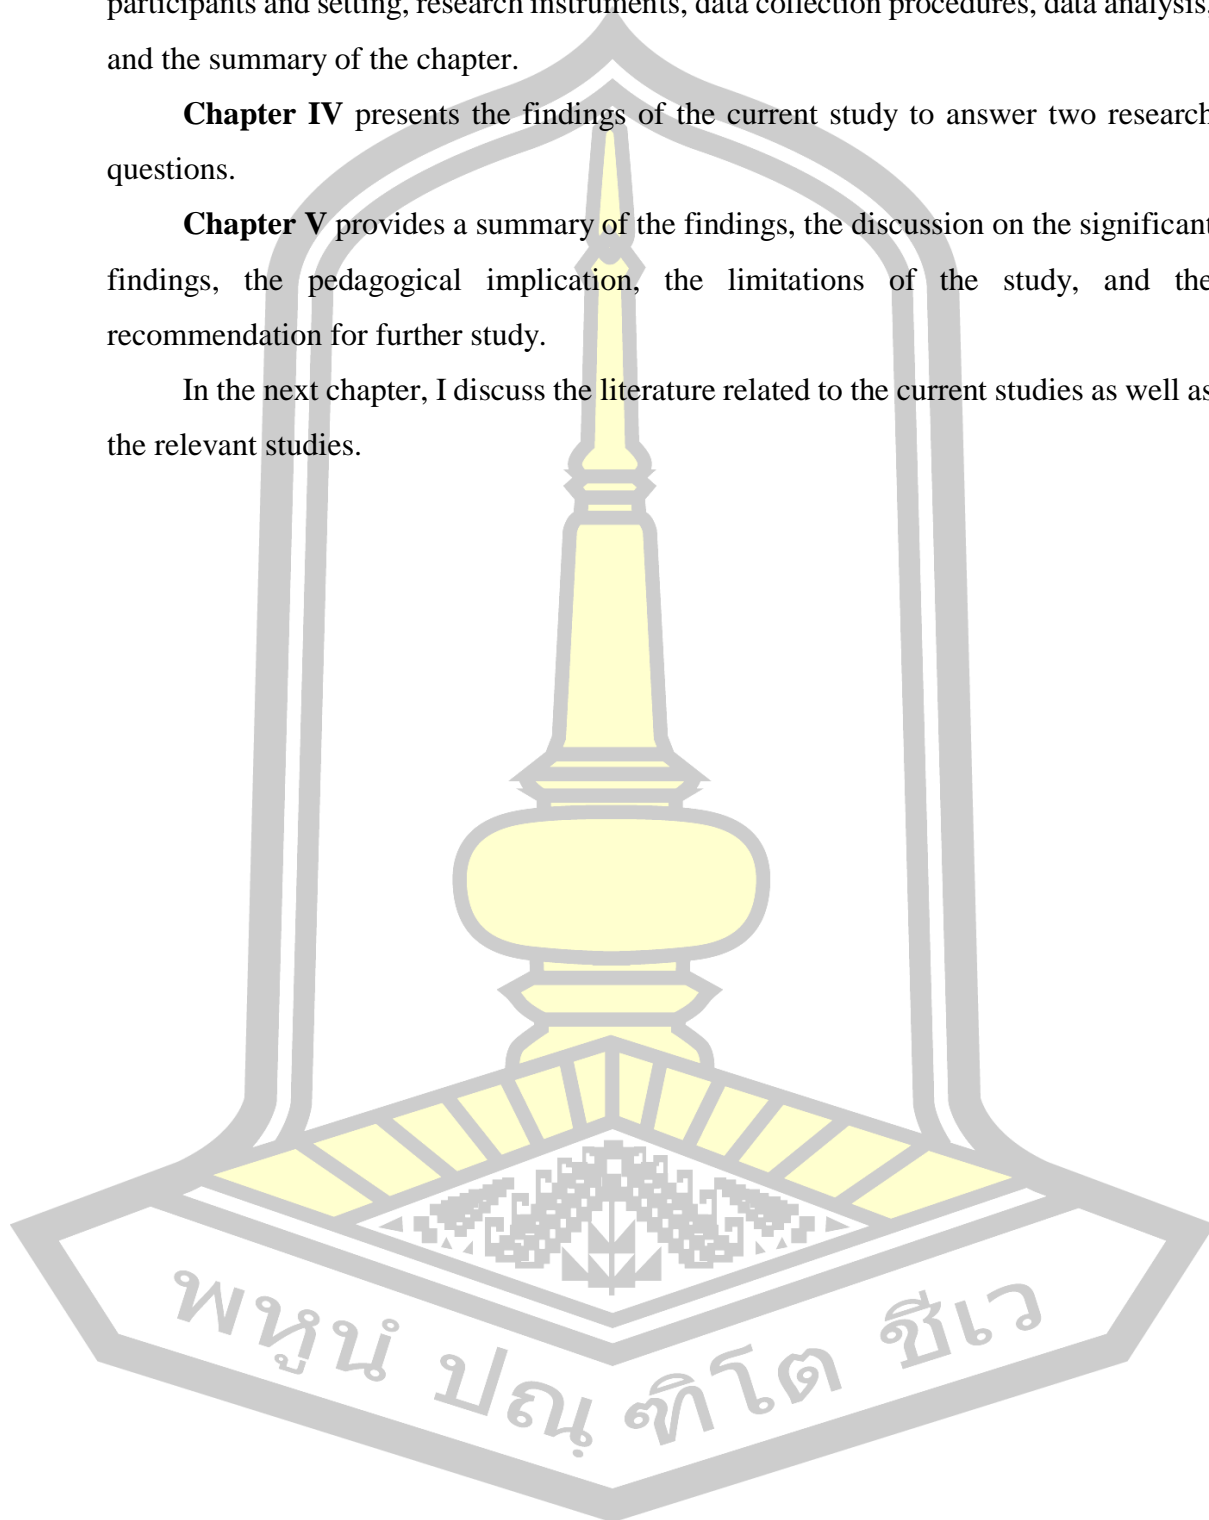 participants and setting, research instruments, data collection procedures, data analysis,
and the summary of the chapter.
Chapter IV presents the findings of the current study to answer two research
questions.
Chapter V provides a summary of the findings, the discussion on the significant
findings, the pedagogical implication, the limitations of the study, and the
recommendation for further study.
In the next chapter, I discuss the literature related to the current studies as well as
the relevant studies.
พหูนํ ปณฺ ฑิโต ชีเว